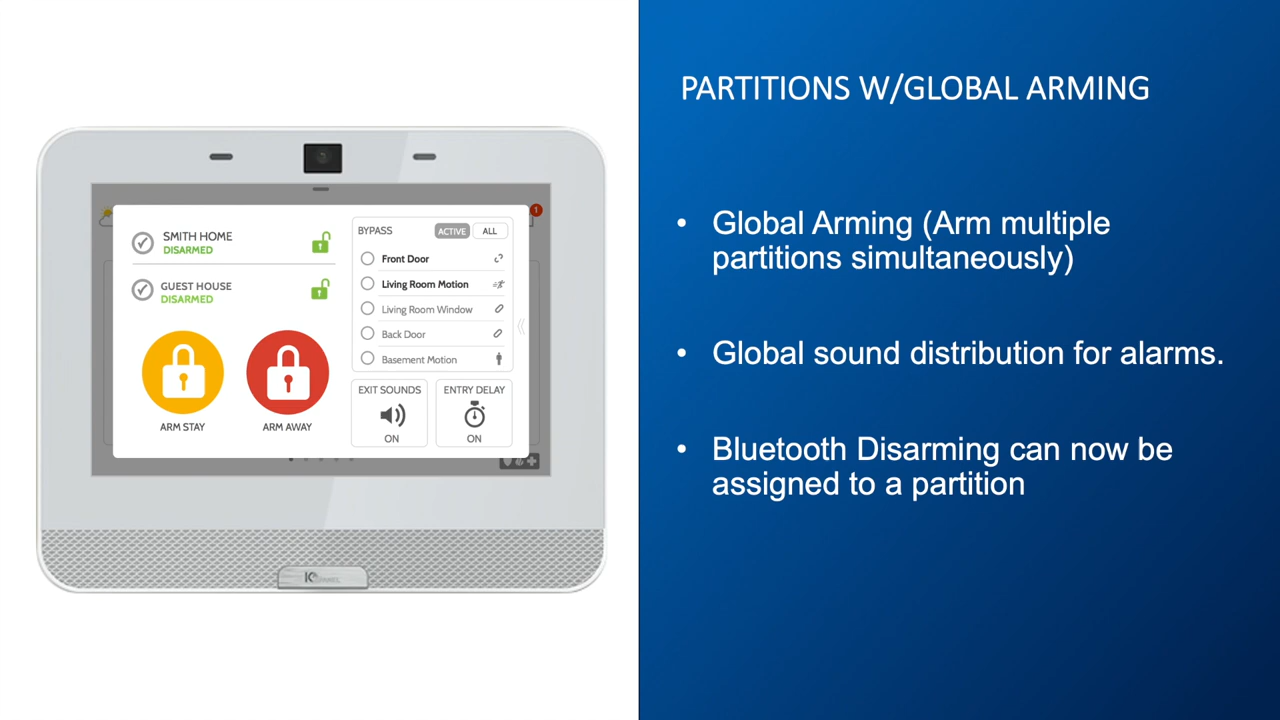 PARTITIONS W/GLOBAL ARMING
• Global Arming (Arm multiple
partitions simultaneously)
• Global sound distribution for alarms.
• Bluetooth Disarming can now be
assigned to a partition
1
SMITH HOME
DISARMED
GUEST HOUSE
DISARMED
ARM STAY
ARM AWAY
BYPASS
ACTIVE
ALL
Front Door
Living Room Motion
Living Room Window
Back Door
Basement Motion
EXIT SOUNDS
ON
ENTRY DELAY
ON